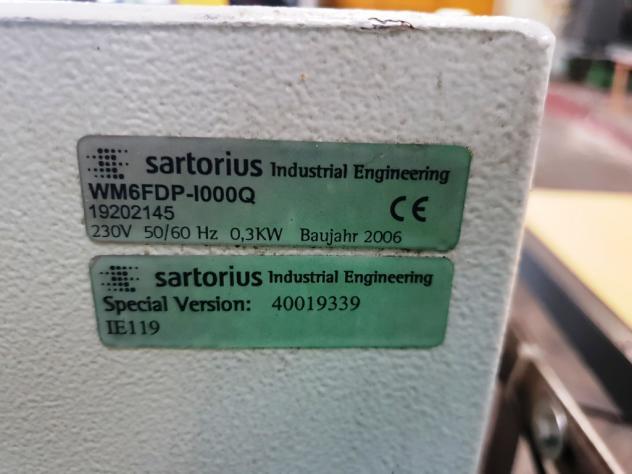 sartorius Industrial Engineering
WM6FDP-I000Q
19202145
CE
230V 50/60 Hz 0,3KW Baujahr 2006
sartorius Industrial Engineering
Special Version: 40019339
IE119